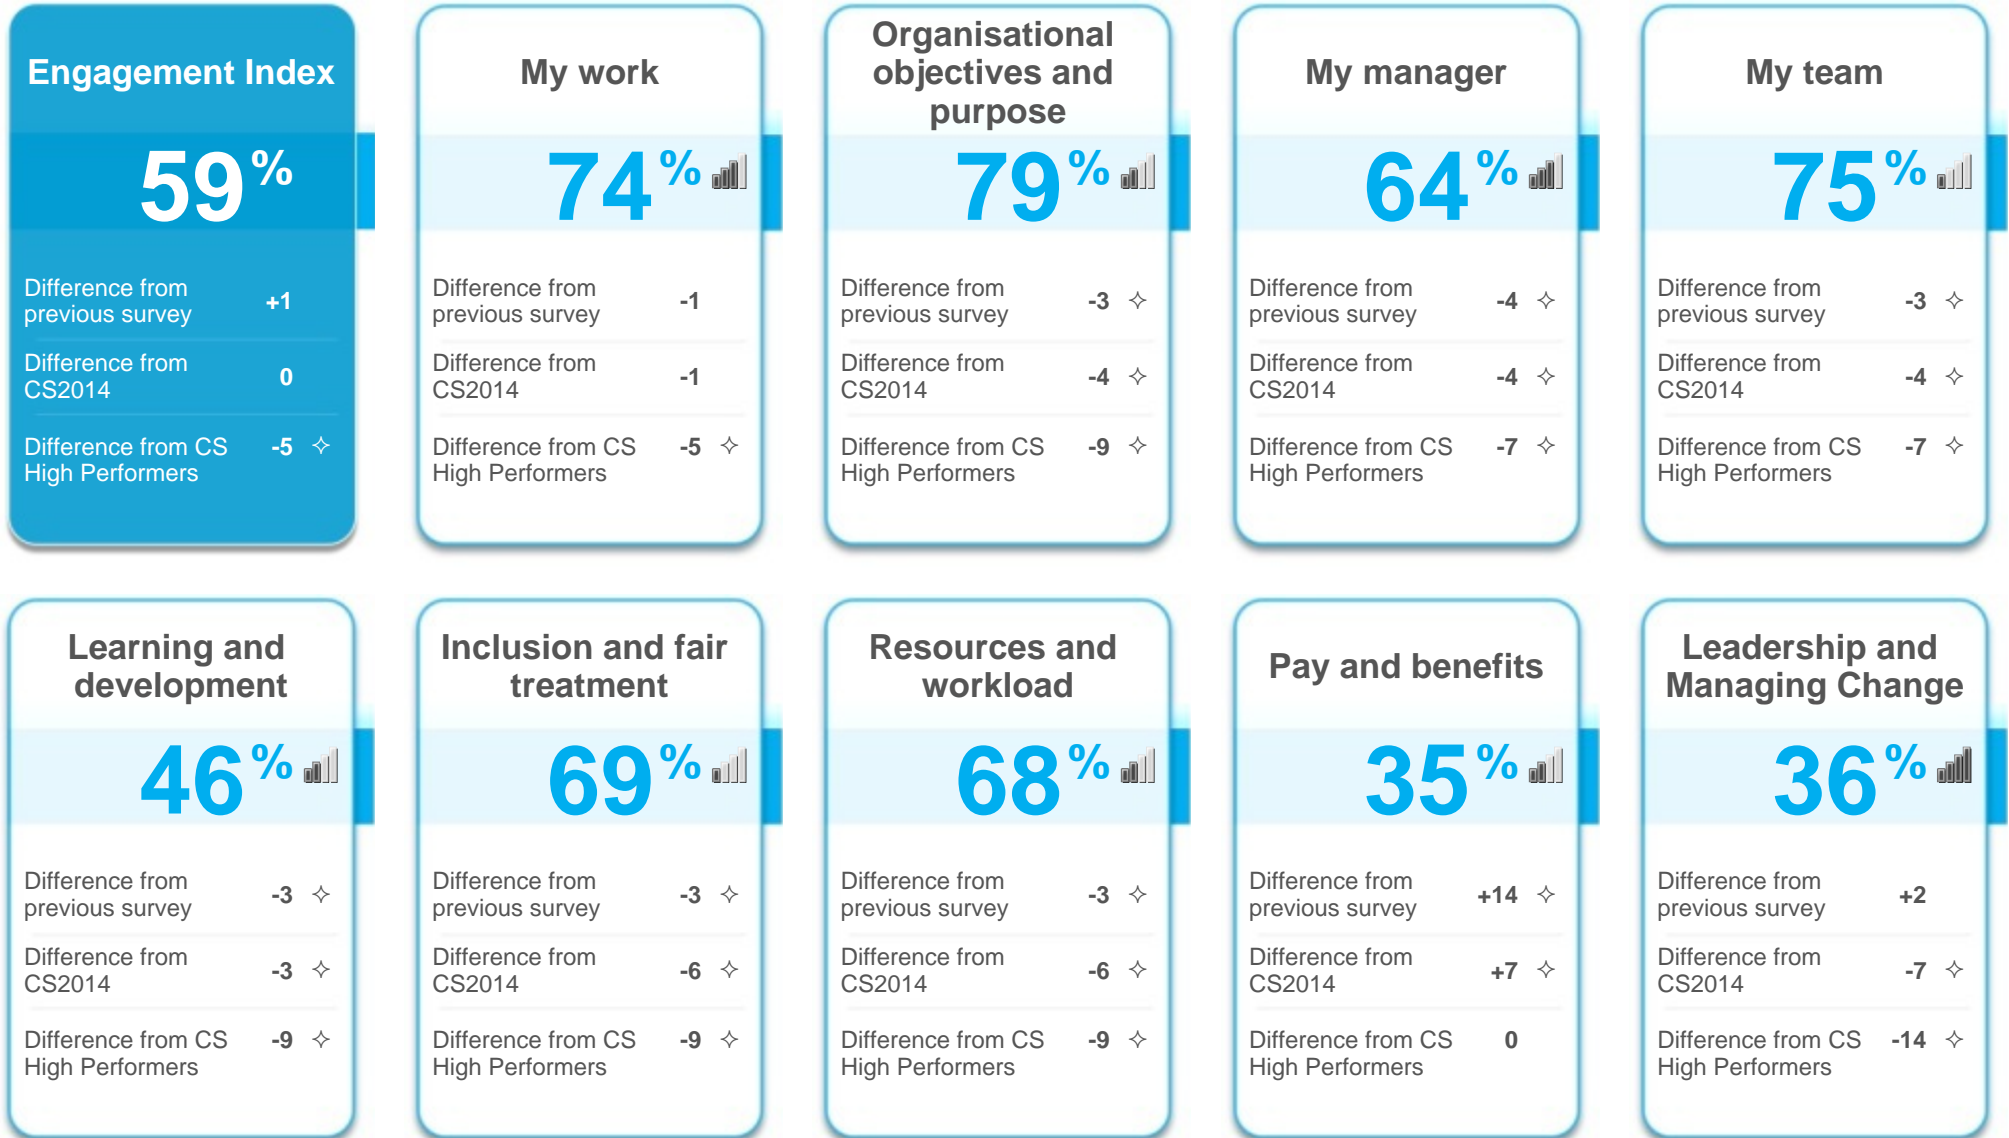 Engagement Index
59%
Difference from
previous survey +1
Difference from
CS2014 0
Difference from CS -5 ✧
High Performers
My work
74%
Difference from
previous survey -1
Difference from
CS2014 -1
Difference from CS -5 ✧
High Performers
Organisational
objectives and
purpose
79%
Difference from
previous survey -3 ✧
Difference from
CS2014 -4 ✧
Difference from CS -9 ✧
High Performers
My manager
64%
Difference from
previous survey -4 ✧
Difference from
CS2014 -4 ✧
Difference from CS -7 ✧
High Performers
My team
75%
Difference from
previous survey -3 ✧
Difference from
CS2014 -4 ✧
Difference from CS -7 ✧
High Performers
Learning and
development
46%
Difference from
previous survey -3 ✧
Difference from
CS2014 -3 ✧
Difference from CS -9 ✧
High Performers
Inclusion and fair
treatment
69%
Difference from
previous survey -3 ✧
Difference from
CS2014 -6 ✧
Difference from CS -9 ✧
High Performers
Resources and
workload
68%
Difference from
previous survey -3 ✧
Difference from
CS2014 -6 ✧
Difference from CS -9 ✧
High Performers
Pay and benefits
35%
Difference from
previous survey +14 ✧
Difference from
CS2014 +7 ✧
Difference from CS 0
High Performers
Leadership and
Managing Change
36%
Difference from
previous survey +2
Difference from
CS2014 -7 ✧
Difference from CS -14 ✧
High Performers